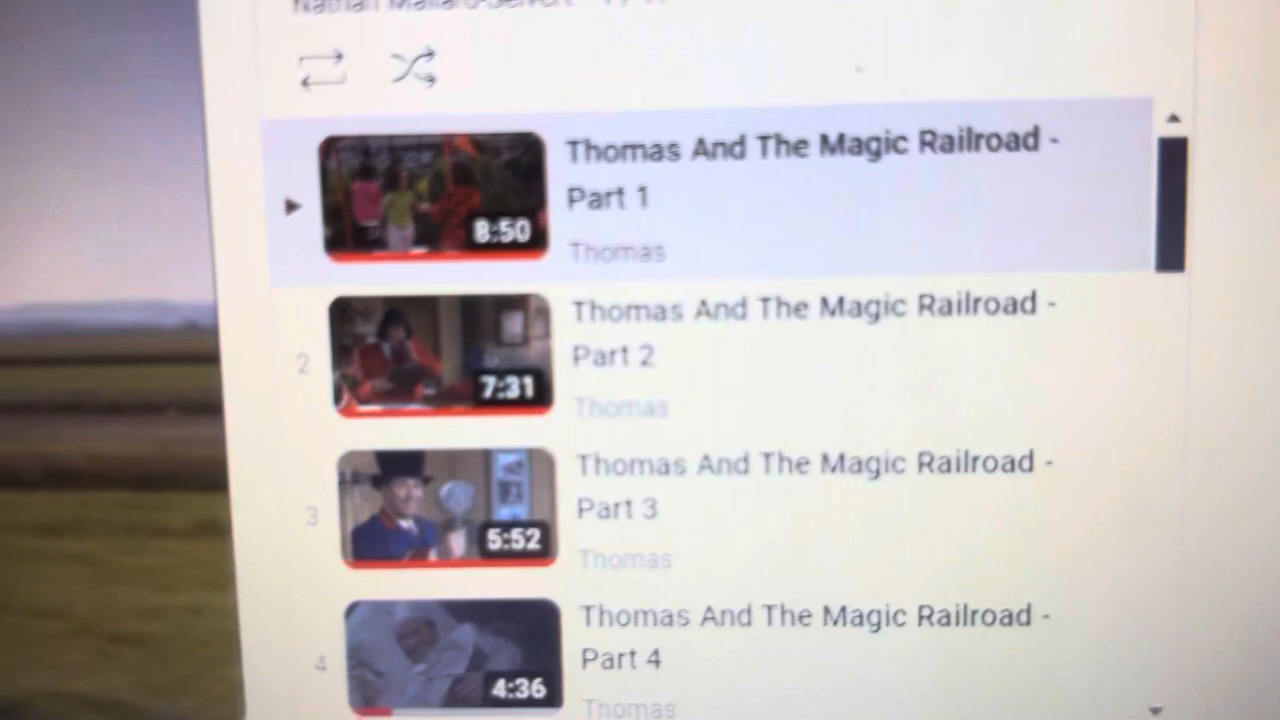 Thomas And The Magic Railroad -
Part 1
8:50
Thomas
2
Thomas And The Magic Railroad -
Part 2
7:31
Thomas
3
Thomas And The Magic Railroad -
Part 3
5:52
Thomas
4
Thomas And The Magic Railroad -
Part 4
4:36
Thomas